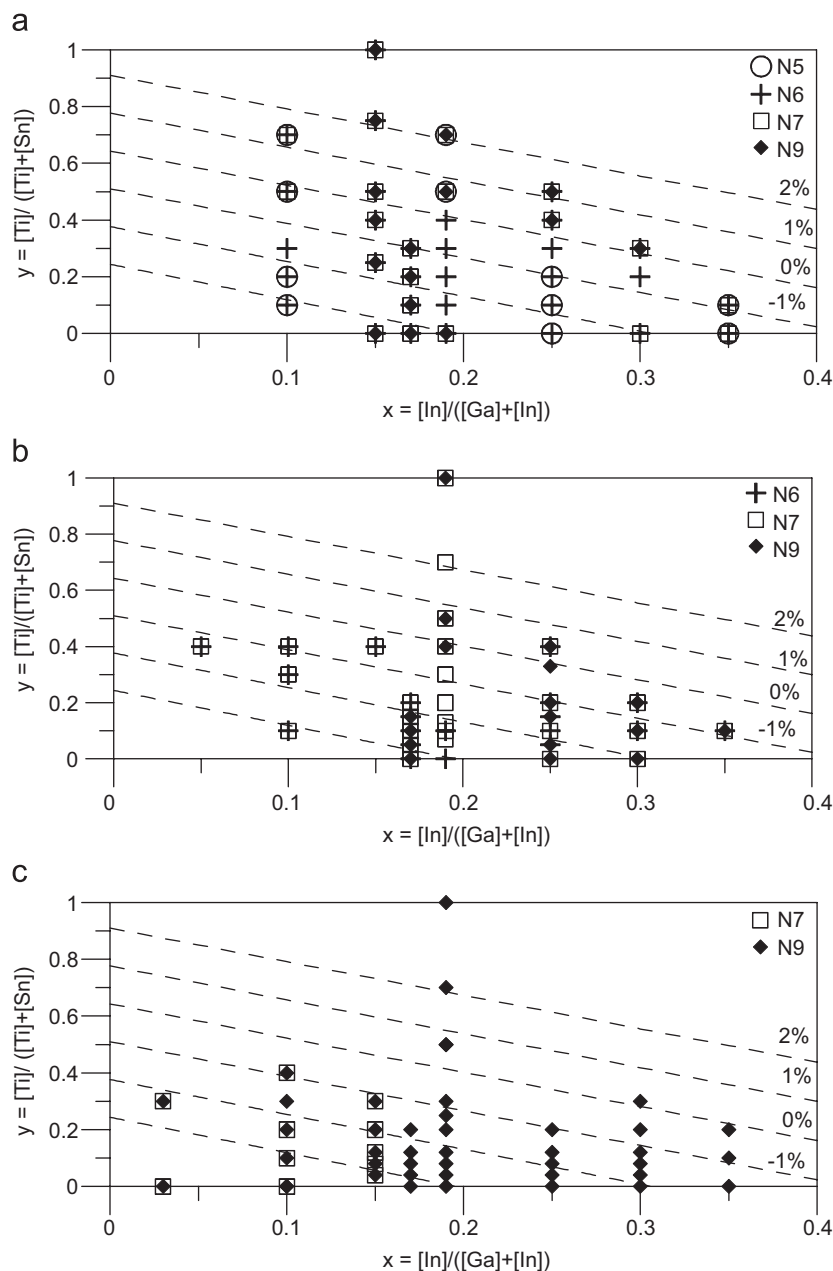 a
1
0.8
0.6
0.4
0.2
0
y = [Ti]/ ([Ti]+[Sn])
N5
N6
N7
N9
2%
1%
0%
-1%
0 0.1 0.2 0.3 0.4
x = [In]/([Ga]+[In])
b
1
0.8
0.6
0.4
0.2
0
y = [Ti]/([Ti]+[Sn])
N6
N7
N9
2%
1%
0%
-1%
0 0.1 0.2 0.3 0.4
x = [In]/([Ga]+[In])
c
1
0.8
0.6
0.4
0.2
0
y = [Ti]/ ([Ti]+[Sn])
N7
N9
2%
1%
0%
-1%
0 0.1 0.2 0.3 0.4
x = [In]/([Ga]+[In])